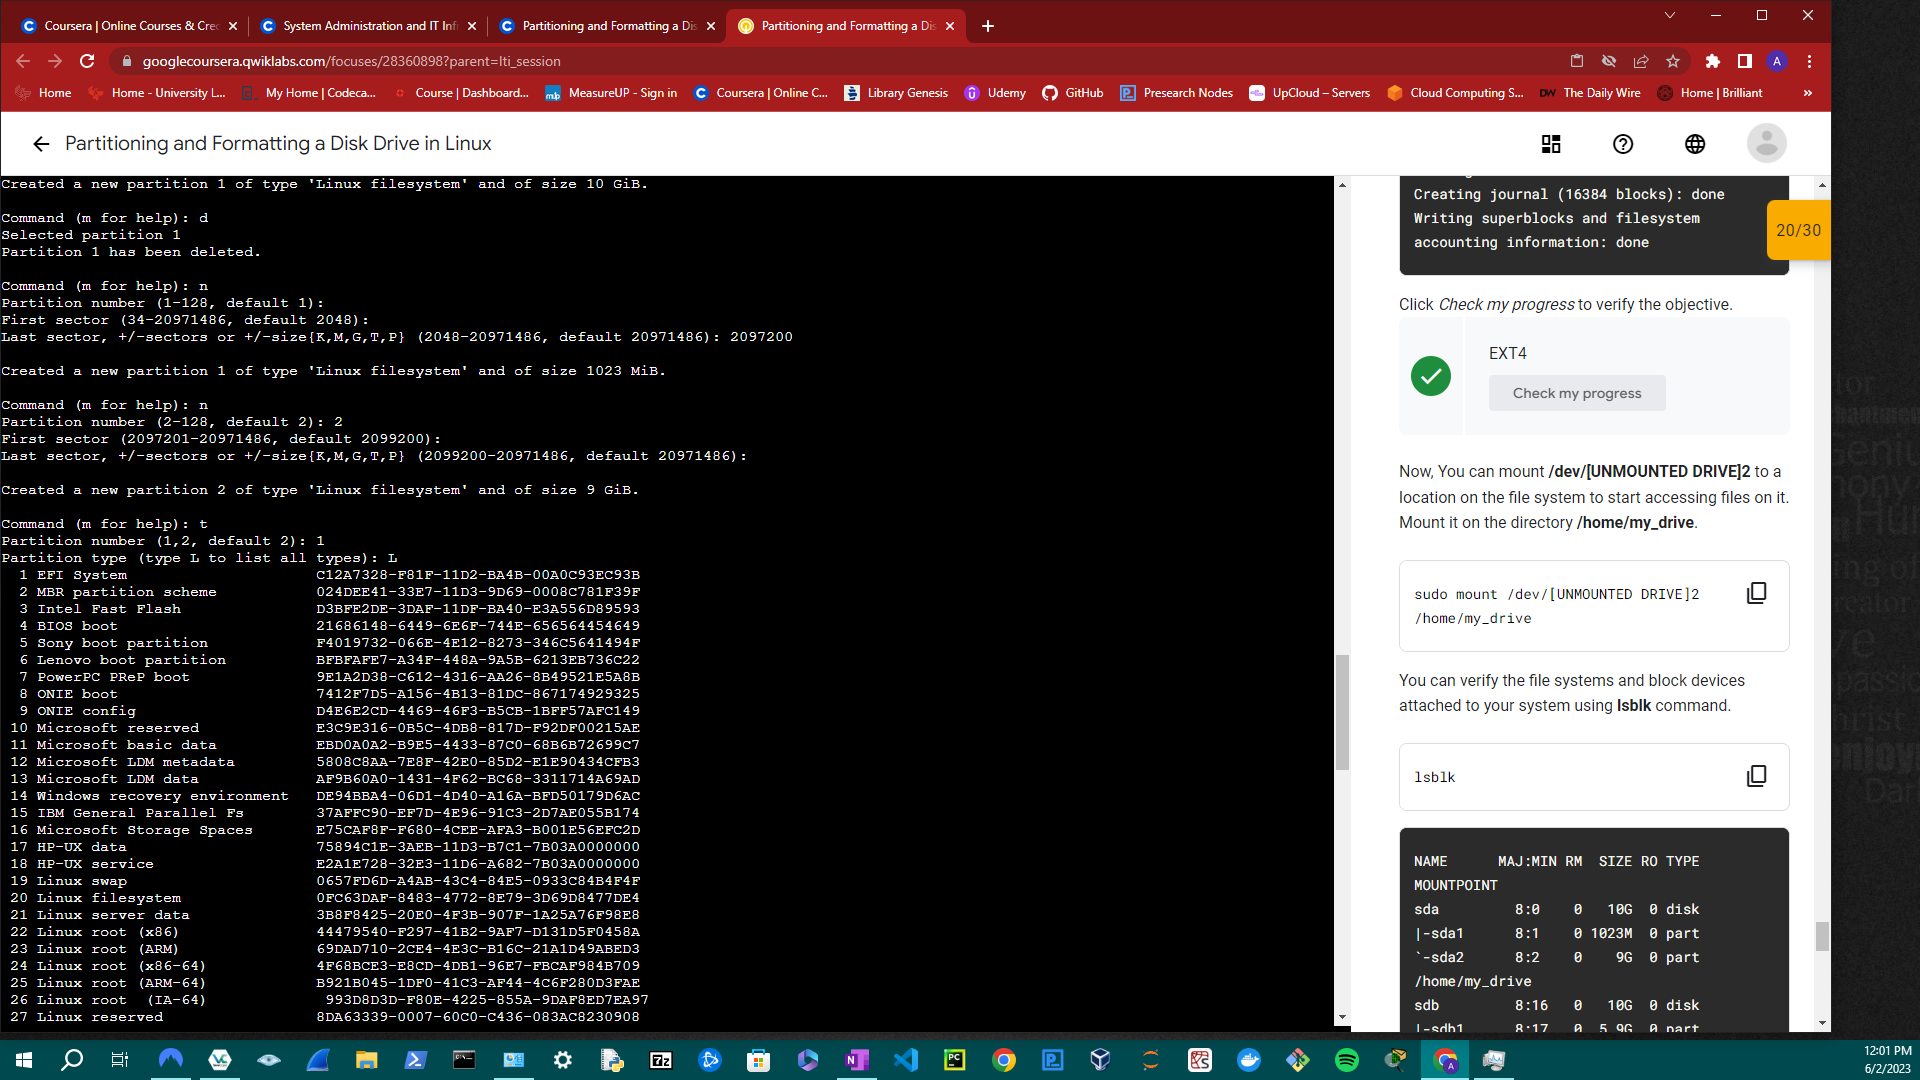 Coursera | Online Courses & Cre
System Administration and IT Inf
Partitioning and Formatting a Dis
Partitioning and Formatting a Dis
googlecoursera.qwiklabs.com/focuses/28360898?parent=lti_session
A
Home
Home - University L...
My Home | Codeca...
Course | Dashboard...
MeasureUP - Sign in
Coursera | Online C...
Library Genesis
Udemy
GitHub
Presearch Nodes
UpCloud – Servers
Cloud Computing S...
The Daily Wire
Home | Brilliant
»
Partitioning and Formatting a Disk Drive in Linux
Created a new partition 1 of type 'Linux filesystem' and of size 10 GiB.
Command (m for help): d
Selected partition 1
Partition 1 has been deleted.
Command (m for help): n
Partition number (1-128, default 1):
First sector (34-20971486, default 2048):
Last sector, +/-sectors or +/-size{K,M,G,T,P} (2048-20971486, default 20971486): 2097200
Created a new partition 1 of type 'Linux filesystem' and of size 1023 MiB.
Command (m for help): n
Partition number (2-128, default 2): 2
First sector (2097201-20971486, default 2099200):
Last sector, +/-sectors or +/-size{K,M,G,T,P} (2099200-20971486, default 20971486):
Created a new partition 2 of type 'Linux filesystem' and of size 9 GiB.
Command (m for help): t
Partition number (1,2, default 2): 1
Partition type (type L to list all types): L
1 EFI System C12A7328-F81F-11D2-BA4B-00A0C93EC93B
2 MBR partition scheme 024DEE41-33E7-11D3-9D69-0008C781F39F
3 Intel Fast Flash D3BFE2DE-3DAF-11DF-BA40-E3A556D89593
4 BIOS boot 21686148-6449-6E6F-744E-656564454649
5 Sony boot partition F4019732-066E-4E12-8273-346C5641494F
6 Lenovo boot partition BFBFAFE7-A34F-448A-9A5B-6213EB736C22
7 PowerPC PReP boot 9E1A2D38-C612-4316-AA26-8B49521E5A8B
8 ONIE boot 7412F7D5-A156-4B13-81DC-867174929325
9 ONIE config D4E6E2CD-4469-46F3-B5CB-1BFF57AFC149
10 Microsoft reserved E3C9E316-0B5C-4DB8-817D-F92DF00215AE
11 Microsoft basic data EBD0A0A2-B9E5-4433-87C0-68B6B72699C7
12 Microsoft LDM metadata 5808C8AA-7E8F-42E0-85D2-E1E90434CFB3
13 Microsoft LDM data AF9B60A0-1431-4F62-BC68-3311714A69AD
14 Windows recovery environment DE94BBA4-06D1-4D40-A16A-BFD50179D6AC
15 IBM General Parallel Fs 37AFFC90-EF7D-4E96-91C3-2D7AE055B174
16 Microsoft Storage Spaces E75CAF8F-F680-4CEE-AFA3-B001E56EFC2D
17 HP-UX data 75894C1E-3AEB-11D3-B7C1-7B03A0000000
18 HP-UX service E2A1E728-32E3-11D6-A682-7B03A0000000
19 Linux swap 0657FD6D-A4AB-43C4-84E5-0933C84B4F4F
20 Linux filesystem 0FC63DAF-8483-4772-8E79-3D69D8477DE4
21 Linux server data 3B8F8425-20E0-4F3B-907F-1A25A76F98E8
22 Linux root (x86) 44479540-F297-41B2-9AF7-D131D5F0458A
23 Linux root (ARM) 69DAD710-2CE4-4E3C-B16C-21A1D49ABED3
24 Linux root (x86-64) 4F68BCE3-E8CD-4DB1-96E7-FBCAF984B709
25 Linux root (ARM-64) B921B045-1DF0-41C3-AF44-4C6F280D3FAE
26 Linux root (IA-64) 993D8D3D-F80E-4225-855A-9DAF8ED7EA97
27 Linux reserved 8DA63339-0007-60C0-C436-083AC8230908
Creating journal (16384 blocks): done
Writing superblocks and filesystem
accounting information: done
20/30
Click Check my progress to verify the objective.
EXT4
Check my progress
Now, You can mount /dev/[UNMOUNTED DRIVE]2 to a
location on the file system to start accessing files on it.
Mount it on the directory /home/my_drive.
sudo mount /dev/[UNMOUNTED DRIVE]2
/home/my_drive
You can verify the file systems and block devices
attached to your system using lsblk command.
lsblk
NAME MAJ:MIN RM SIZE RO TYPE
MOUNTPOINT
sda 8:0 0 10G 0 disk
|-sda1 8:1 0 1023M 0 part
`-sda2 8:2 0 9G 0 part
/home/my_drive
sdb 8:16 0 10G 0 disk
|-sdb1 8:17 0 5.9G 0 part
12:01 PM
6/2/2023